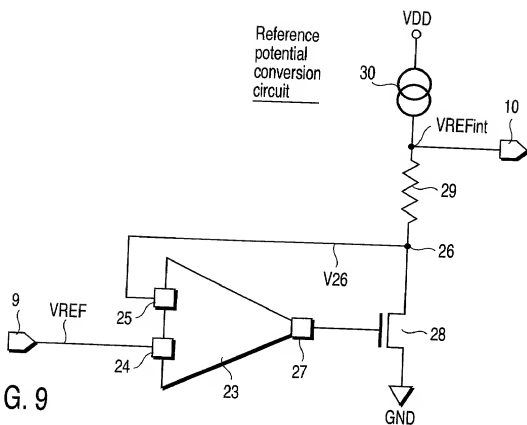 VDD
Reference
potential
conversion
circuit
30
10
VREFint
29
26
V26
9
VREF
25
24
23
27
28
GND
G. 9